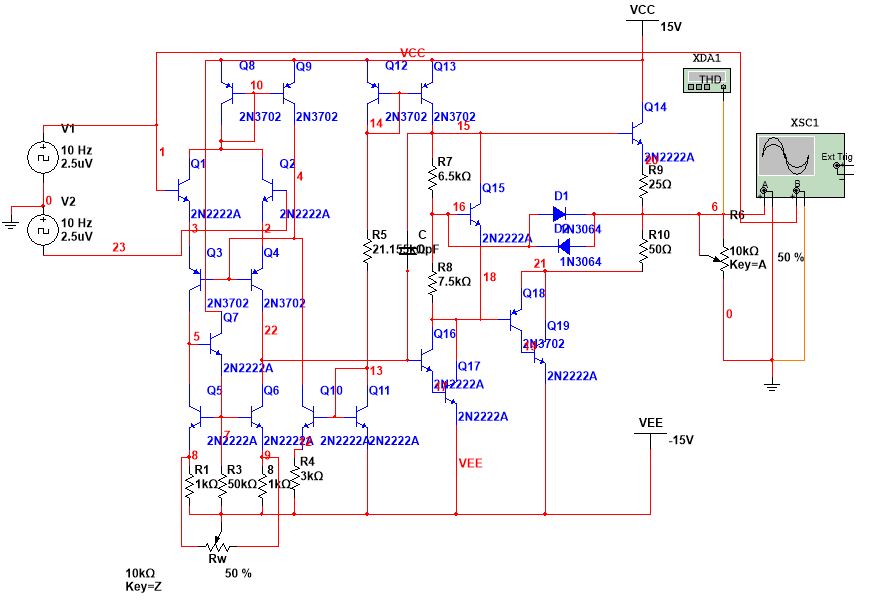 VCC
15V
XDA1
THD
VCC
Q8
Q9
Q12
Q13
10
2N3702
2N3702
2N3702
2N3702
Q14
XSC1
Ext Trig
A
B
V1
10 Hz
2.5uV
1
14
15
2N2222A
Q1
Q2
4
R7
6.5kΩ
Q15
R9
25Ω
V2
10 Hz
2.5uV
0
23
2N2222A
2N2222A
3
2
16
D1
1N3064
1N3064
6
R6
10kΩ
Key=A
50 %
R5
C
2N2222A
R10
50Ω
Q3
Q4
2N3702
2N3702
R8
7.5kΩ
18
21
Q18
0
Q7
5
22
2N2222A
Q16
2N3702
Q19
2N2222A
13
Q17
2N2222A
2N2222A
Q5
Q6
Q10
Q11
2N2222A
2N2222A
2N2222A
2N2222A
7
VEE
-15V
8
9
R1
1kΩ
R3
50kΩ
8
1kΩ
R4
3kΩ
VEE
Rw
10kΩ
Key=Z
50 %